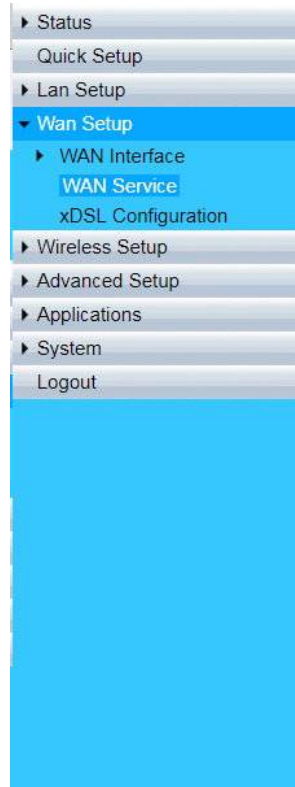 Status
Quick Setup
Lan Setup
Wan Setup
WAN Interface
WAN Service
xDSL Configuration
Wireless Setup
Advanced Setup
Applications
System
Logout